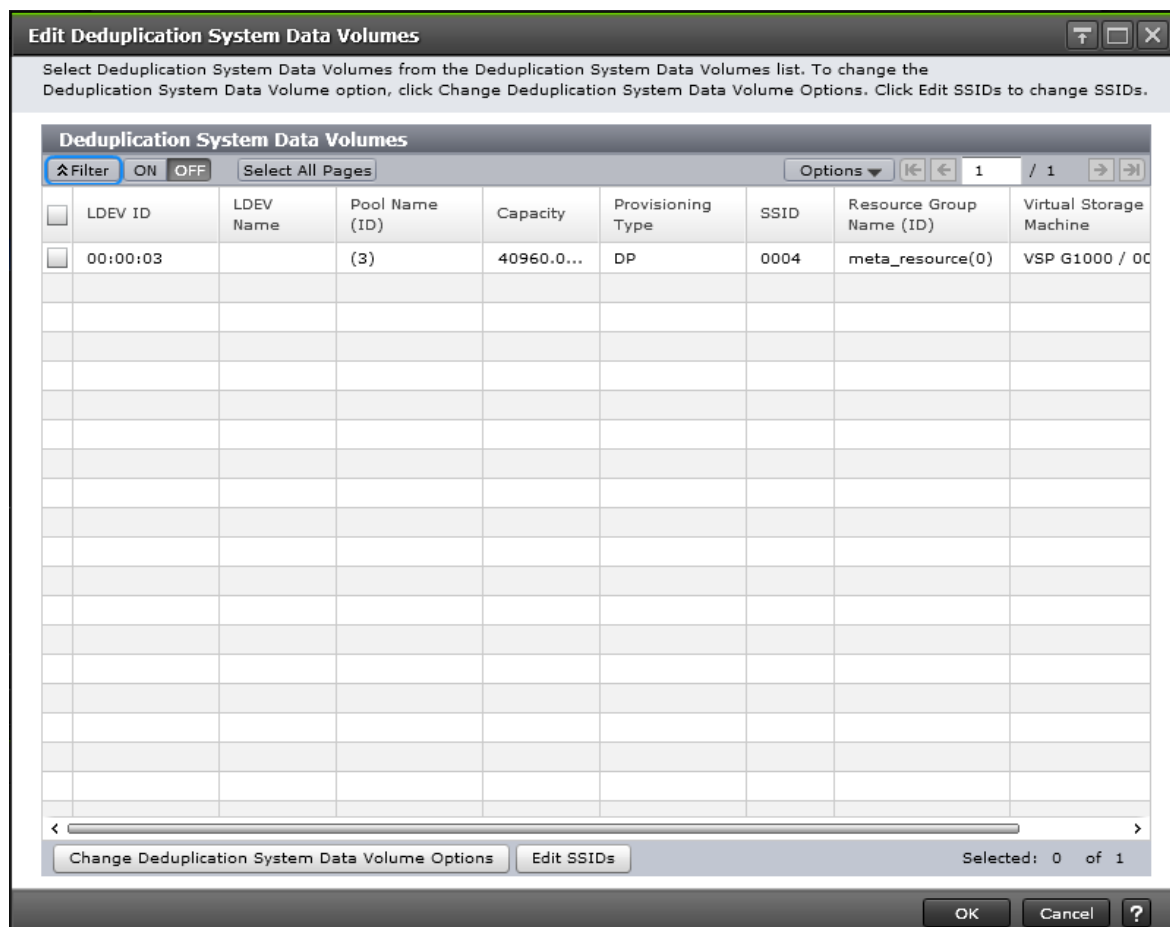 Edit Deduplication System Data Volumes
Select Deduplication System Data Volumes from the Deduplication System Data Volumes list. To change the
Deduplication System Data Volume option, click Change Deduplication System Data Volume Options. Click Edit SSIDs to change SSIDs.
Deduplication System Data Volumes
Filter ON OFF Select All Pages Options 1 / 1
LDEV ID LDEV Name Pool Name (ID) Capacity Provisioning Type SSID Resource Group Name (ID) Virtual Storage Machine
00:00:03 (3) 40960.0... DP 0004 meta_resource(0) VSP G1000 / 00
Change Deduplication System Data Volume Options Edit SSIDs Selected: 0 of 1
OK Cancel ?